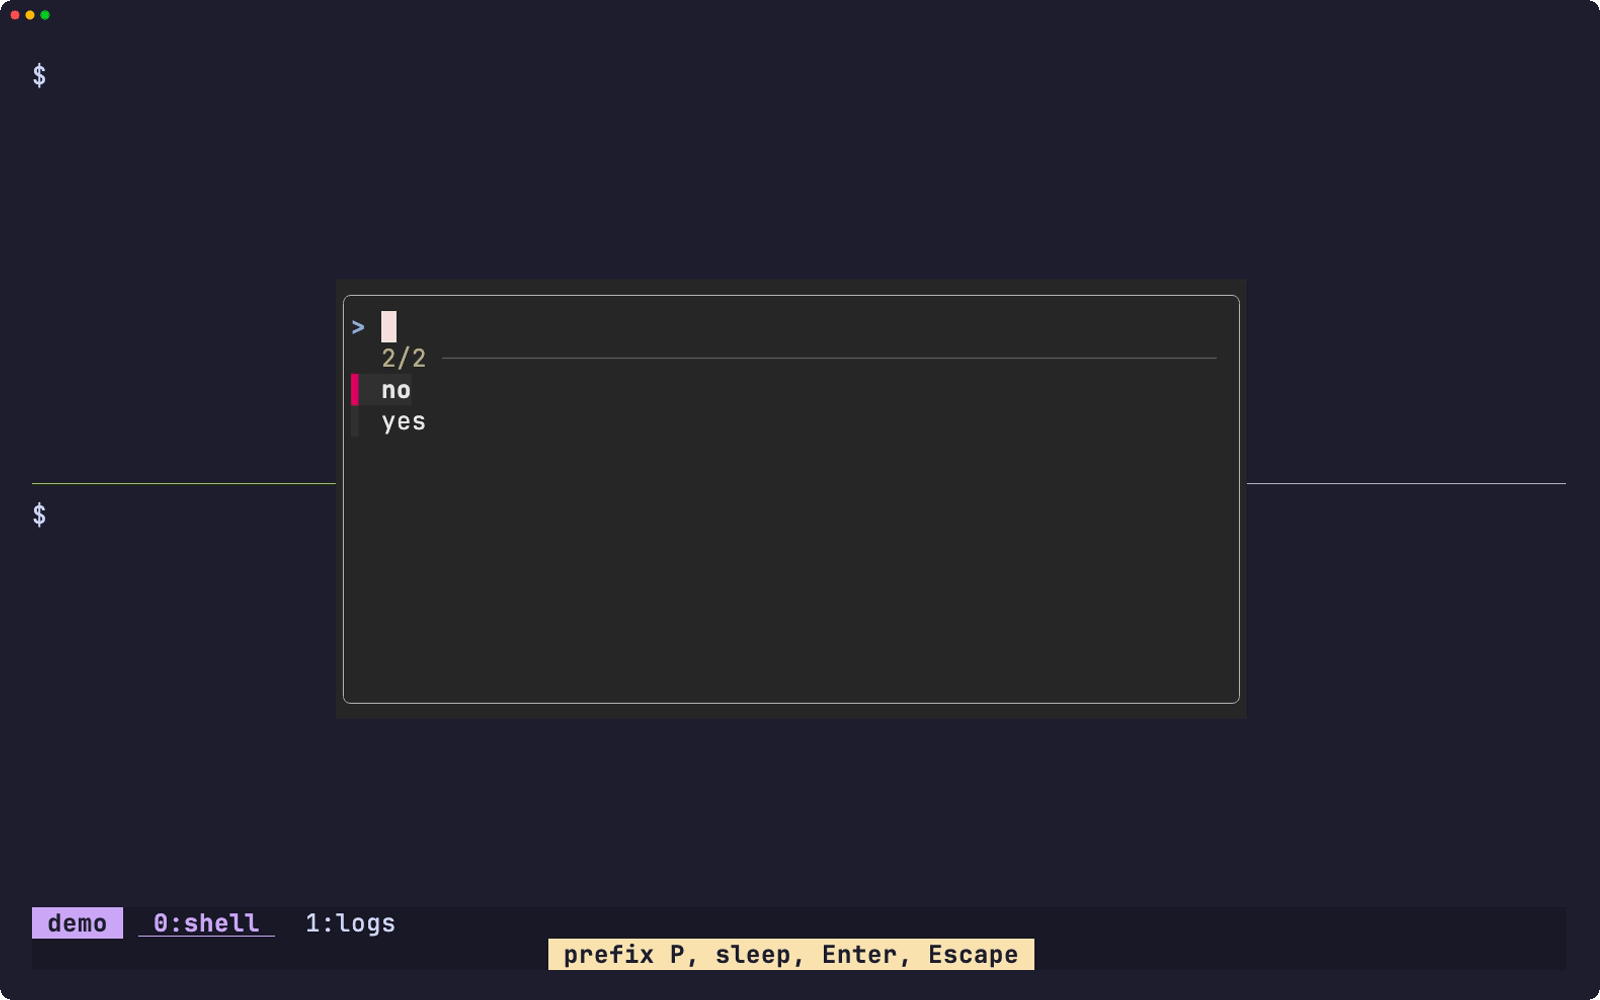 $
>
2/2
no
yes
$
demo 0:shell 1:logs
prefix P, sleep, Enter, Escape